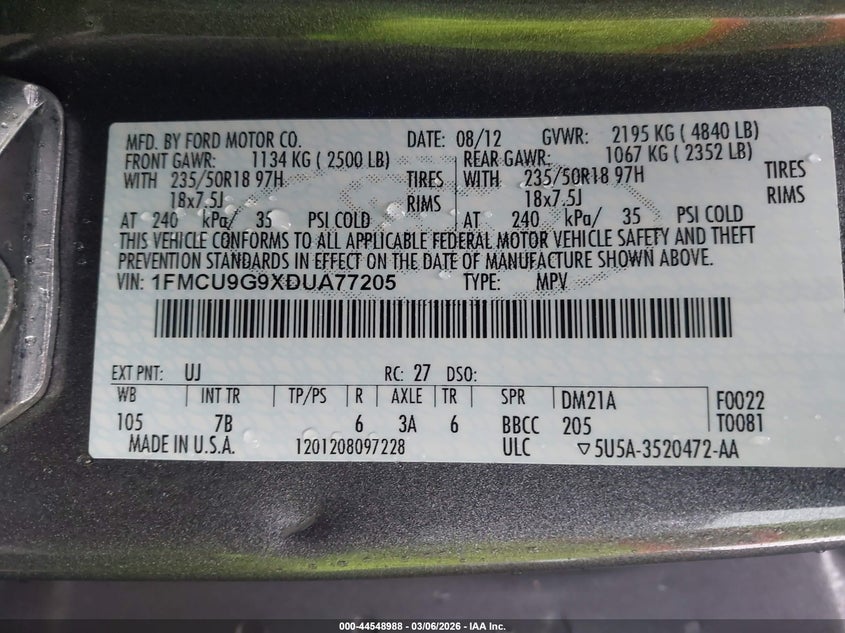 MFD. BY FORD MOTOR CO. DATE: 08/12 GVWR: 2195 KG ( 4840 LB)
FRONT GAWR: 1134 KG ( 2500 LB) REAR GAWR: 1067 KG ( 2352 LB)
WITH 235/50R18 97H TIRES WITH 235/50R18 97H TIRES
18x7.5J RIMS 18x7.5J RIMS
AT 240 kPa/ 35 PSI COLD AT 240 kPa/ 35 PSI COLD
THIS VEHICLE CONFORMS TO ALL APPLICABLE FEDERAL MOTOR VEHICLE SAFETY AND THEFT
PREVENTION STANDARDS IN EFFECT ON THE DATE OF MANUFACTURE SHOWN ABOVE.
VIN: 1FMCU9G9XDUA77205 TYPE: MPV
EXT PNT: UJ RC: 27 DSO:
WB INT TR TP/PS R AXLE TR SPR DM21A F0022
105 7B 6 3A 6 BBCC 205 T0081
MADE IN U.S.A. 1201208097228 ULC ▽5U5A-3520472-AA
000-44548988 - 03/06/2026 - IAA Inc.